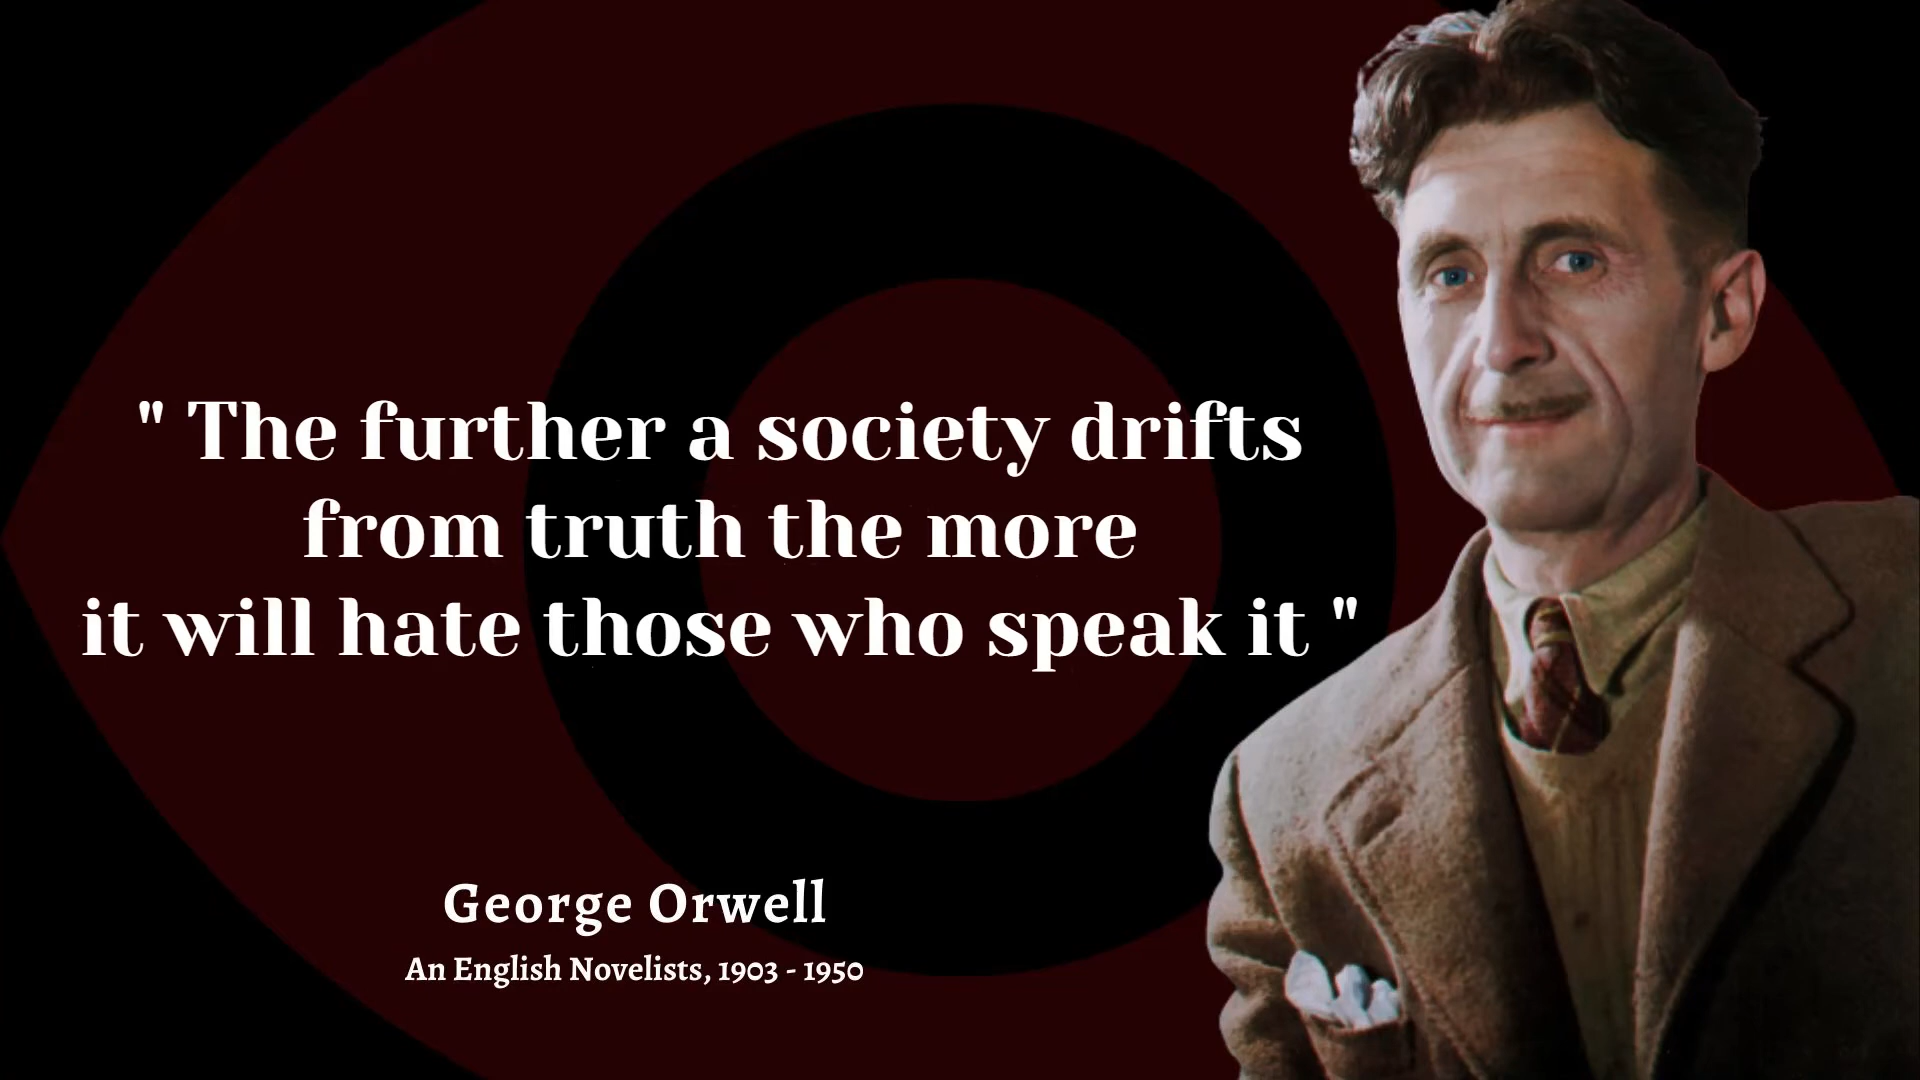 " The further a society drifts
from truth the more
it will hate those who speak it "
George Orwell
An English Novelists, 1903 - 1950